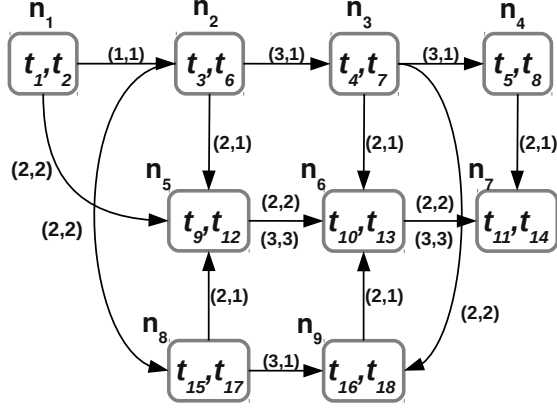 n1 n2 n3 n4
t1,t2 (1,1) t3,t6 (3,1) t4,t7 (3,1) t5,t8
(2,2) (2,1) (2,1) (2,1)
n5 n6 n7
(2,2) t9,t12 (2,2) (3,3) t10,t13 (2,2) (3,3) t11,t14
(2,1) (2,1) (2,2)
n8 n9
t15,t17 (3,1) t16,t18